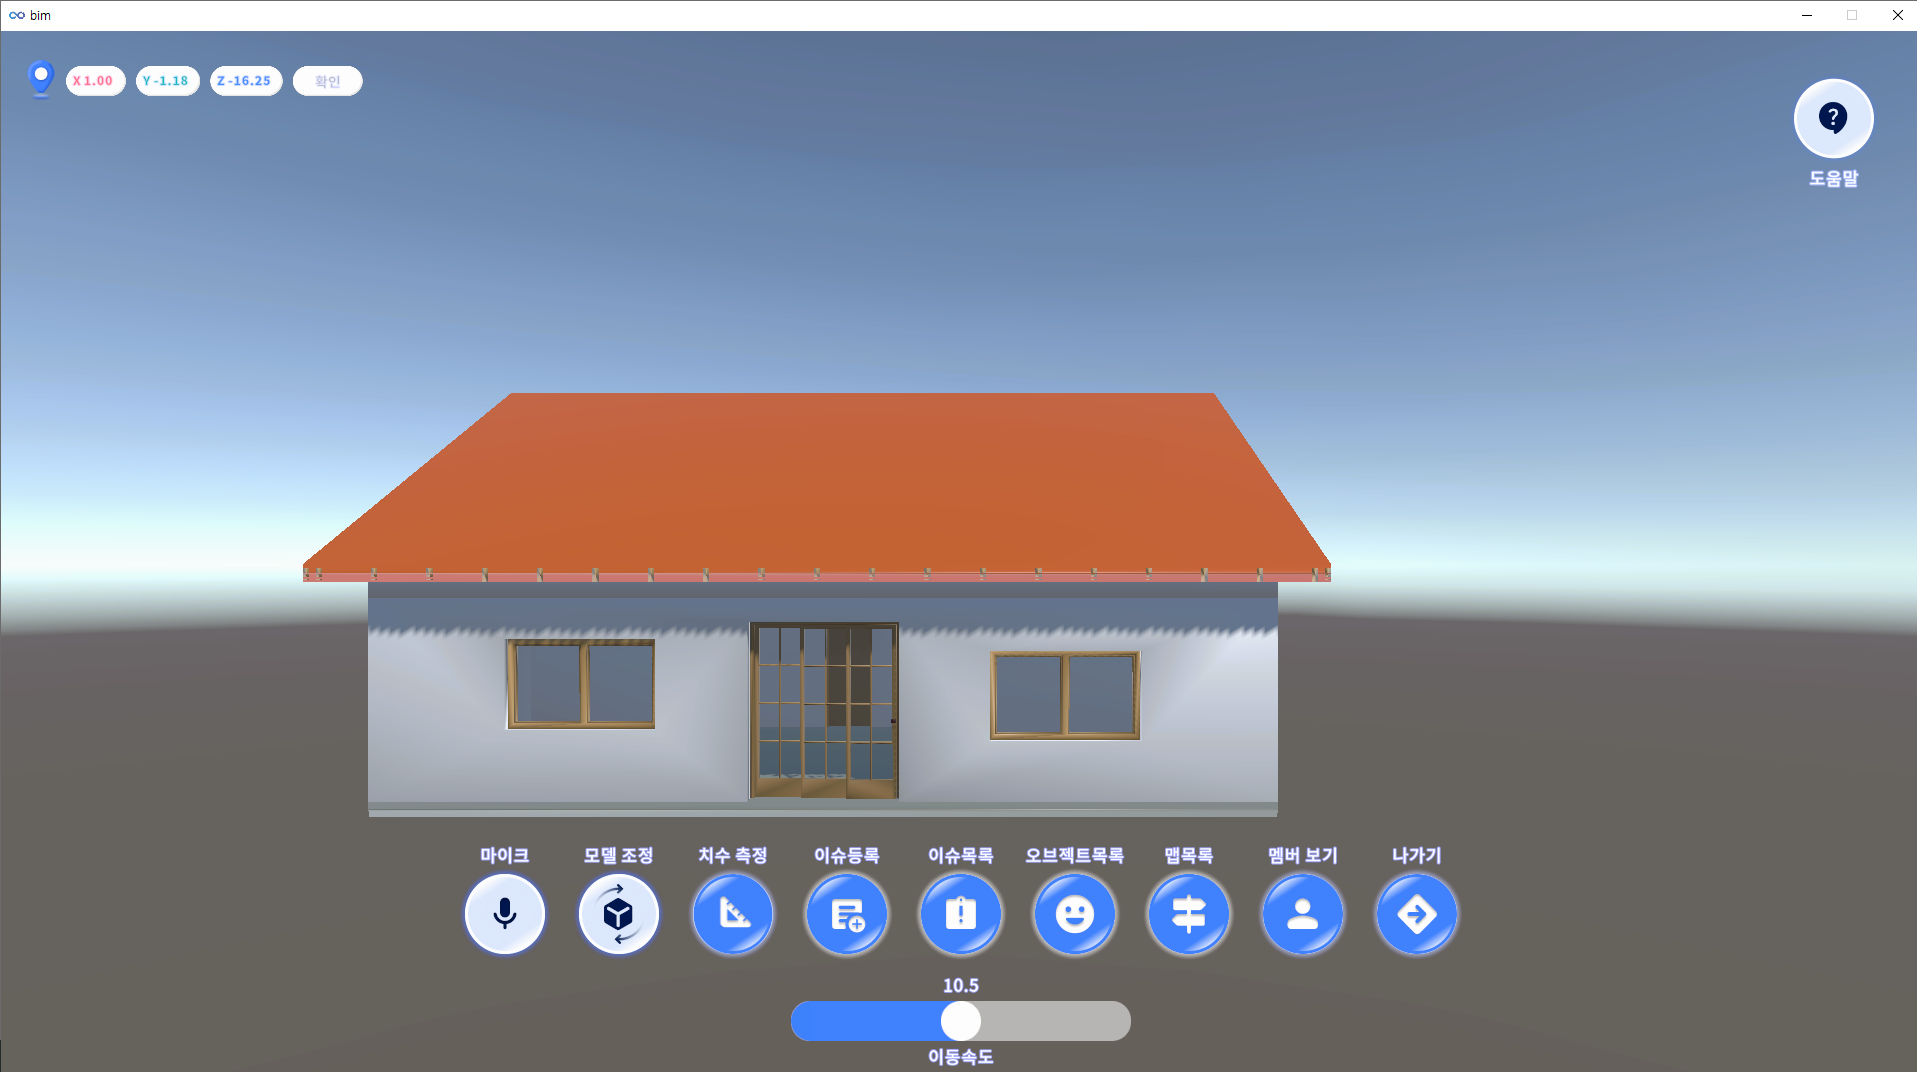 bim
X 1.00 Y -1.18 Z -16.25 확인
?
도움말
마이크 모델 조정 치수 측정 이슈등록 이슈목록 오브젝트목록 맵목록 멤버 보기 나가기
10.5
이동속도